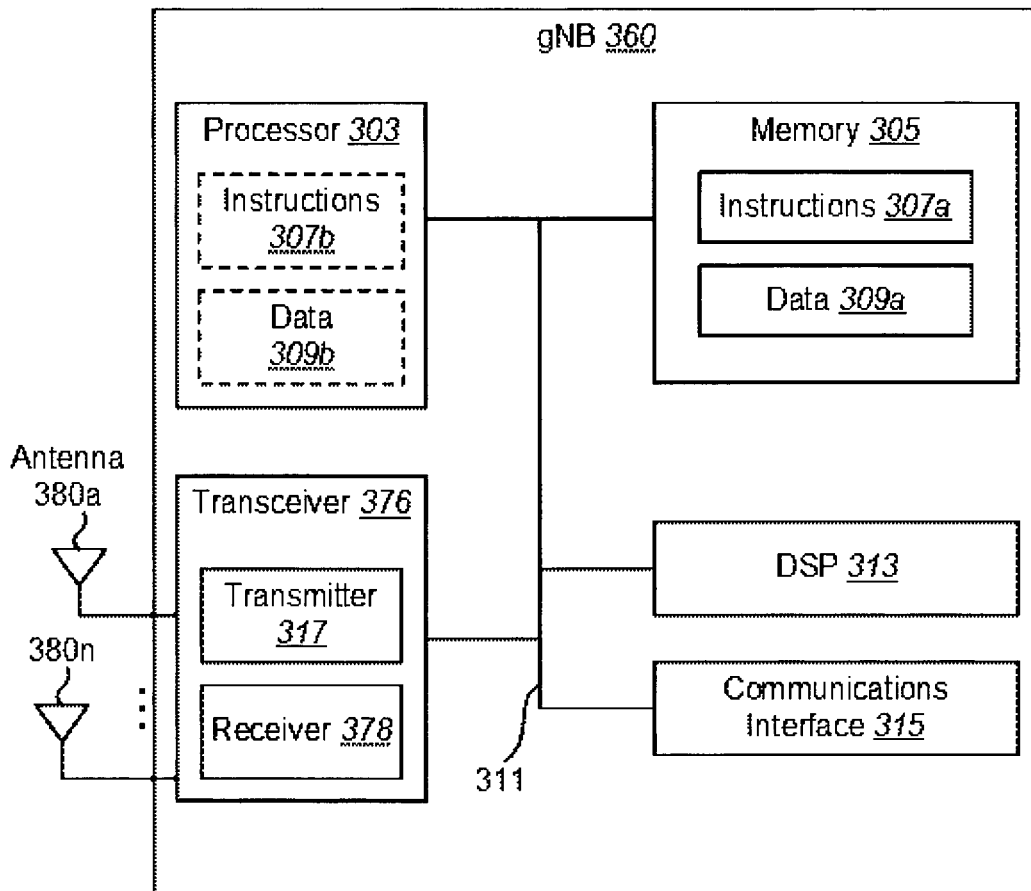 gNB 360
Processor 303
Instructions
307b
Data
309b
Memory 305
Instructions 307a
Data 309a
Antenna
380a
380n
Transceiver 376
Transmitter
317
Receiver 378
311
DSP 313
Communications
Interface 315